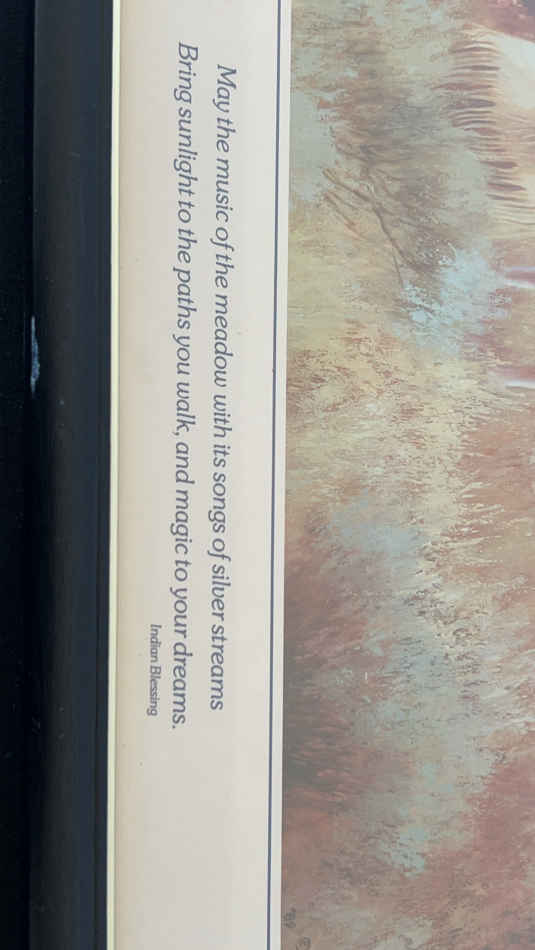 May the music of the meadow with its songs of silver streams
Bring sunlight to the paths you walk, and magic to your dreams.
Indian Blessing